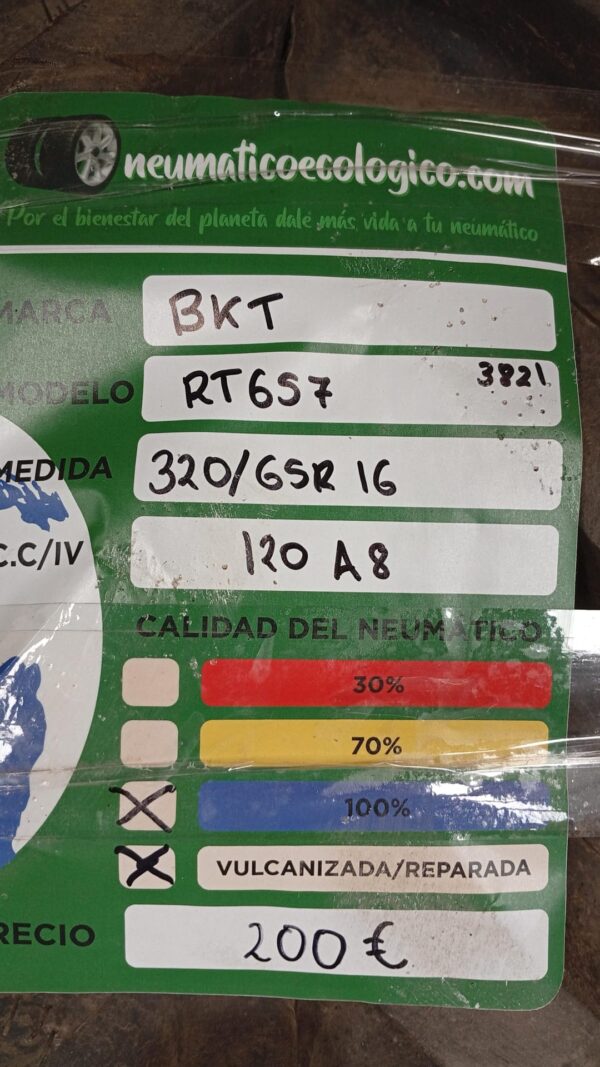 neumaticoecologico.com
Por el bienestar del planeta dale más vida a tu neumático
MARCA BKT
MODELO RT657 3821
MEDIDA 320/65R 16
C.C/IV 120 A8
CALIDAD DEL NEUMATICO
30%
70%
X 100%
X VULCANIZADA/REPARADA
RECIO 200 €